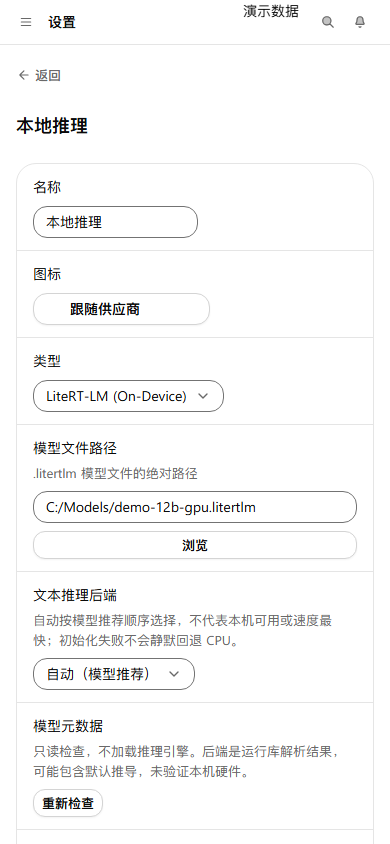 设置
演示数据
返回
本地推理
名称
本地推理
图标
跟随供应商
类型
LiteRT-LM (On-Device)
模型文件路径
.litertlm 模型文件的绝对路径
C:/Models/demo-12b-gpu.litertlm
浏览
文本推理后端
自动按模型推荐顺序选择，不代表本机可用或速度最
快；初始化失败不会静默回退 CPU。
自动（模型推荐）
模型元数据
只读检查，不加载推理引擎。后端是运行库解析结果，
可能包含默认推导，未验证本机硬件。
重新检查